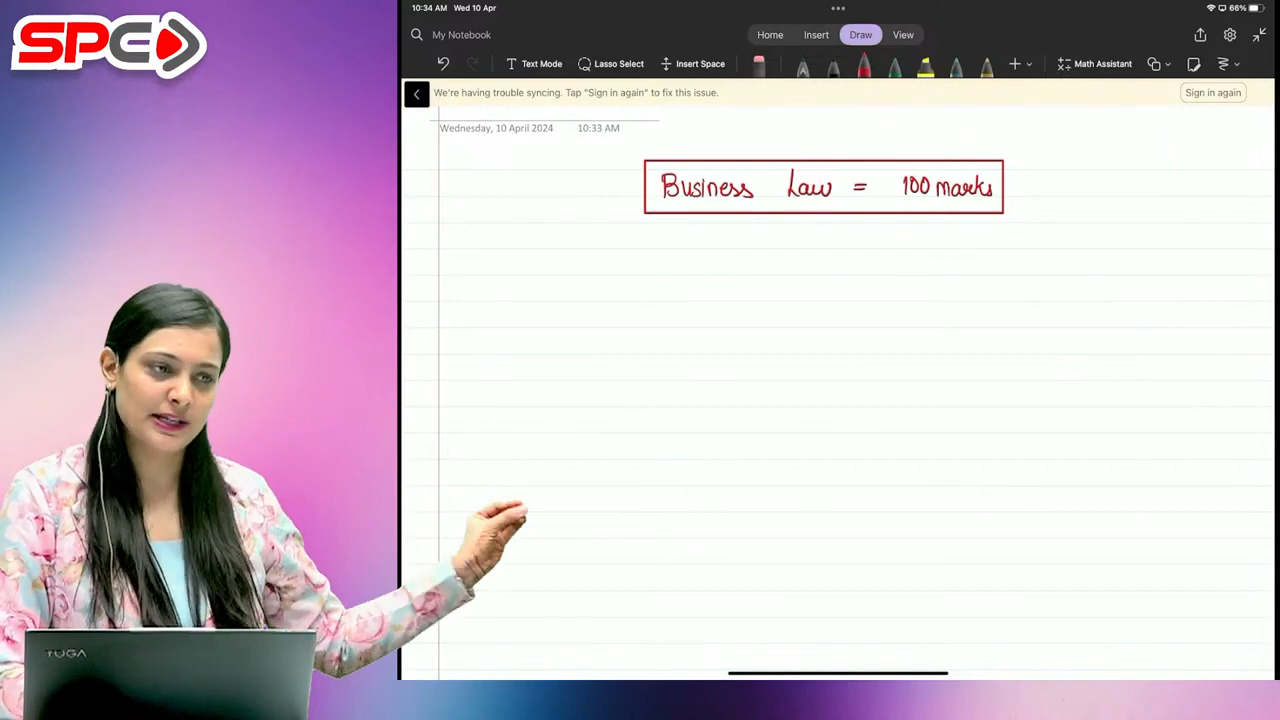 SPC
10:34 AM Wed 10 Apr
66%
My Notebook
Home Insert Draw View
Text Mode Lasso Select Insert Space Math Assistant
We're having trouble syncing. Tap "Sign in again" to fix this issue. Sign in again
Wednesday, 10 April 2024 10:33 AM
Business Law = 100 marks